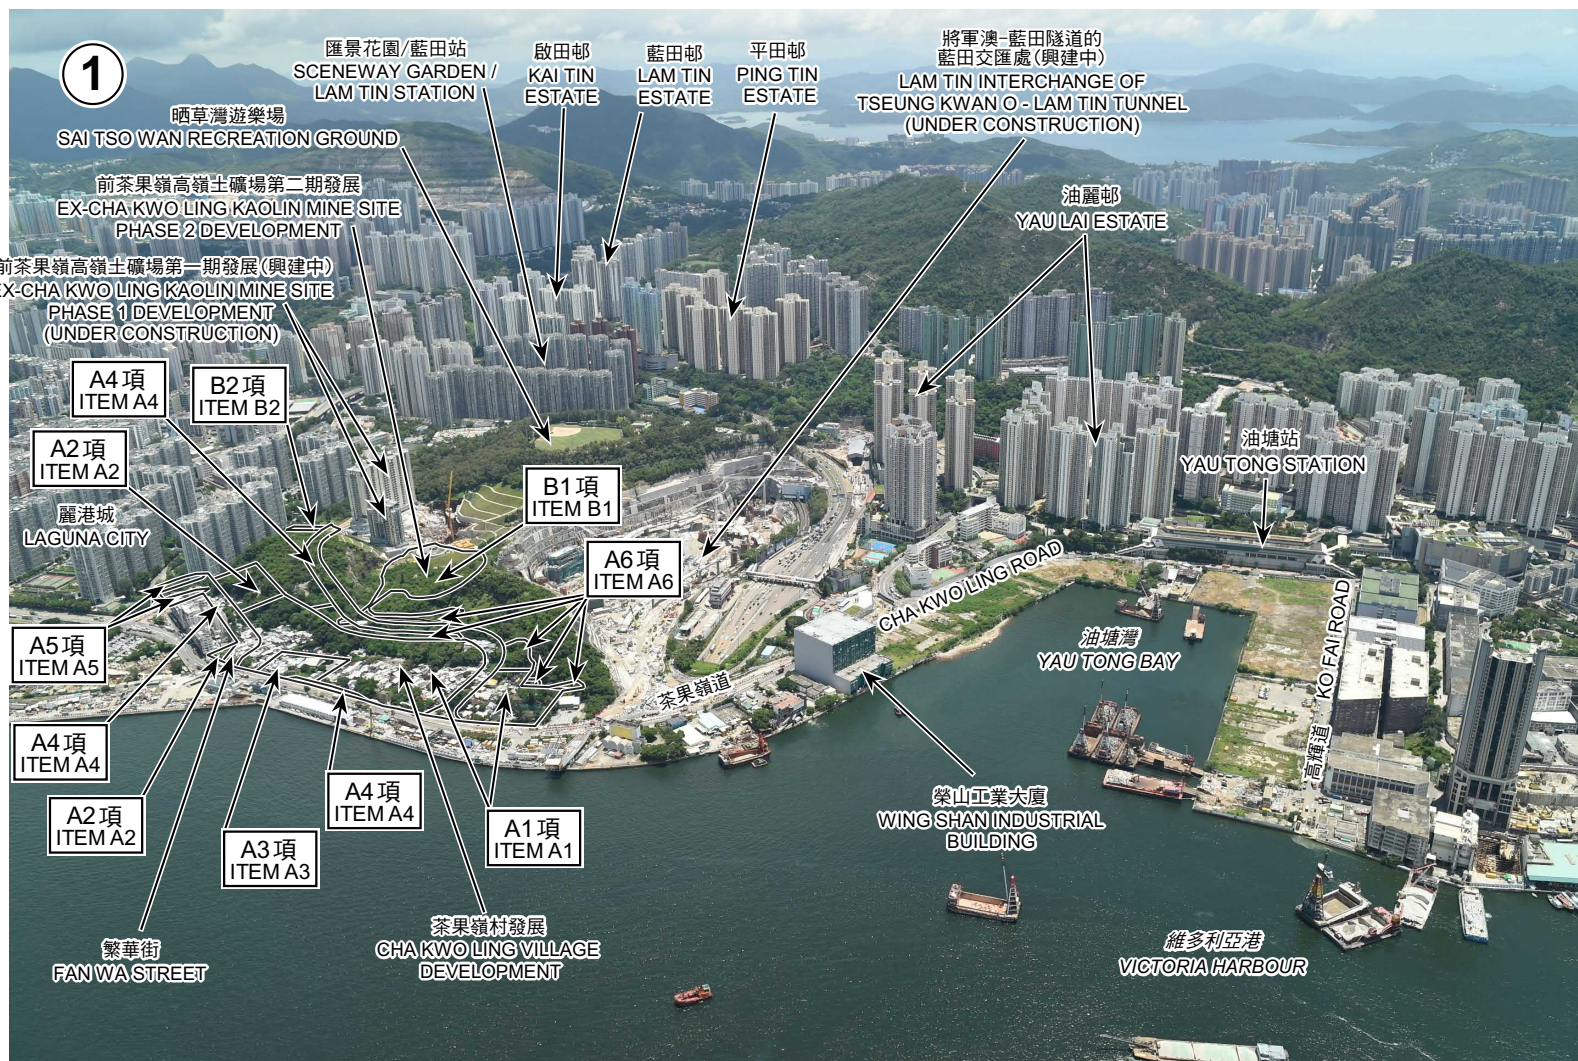 1
匯景花園/藍田站
SCENEWAY GARDEN /
LAM TIN STATION
啟田邨
KAI TIN
ESTATE
藍田邨
LAM TIN
ESTATE
平田邨
PING TIN
ESTATE
將軍澳-藍田隧道的
藍田交匯處(興建中)
LAM TIN INTERCHANGE OF
TSEUNG KWAN O - LAM TIN TUNNEL
(UNDER CONSTRUCTION)
晒草灣遊樂場
SAI TSO WAN RECREATION GROUND
前茶果嶺高嶺土礦場第二期發展
EX-CHA KWO LING KAOLIN MINE SITE
PHASE 2 DEVELOPMENT
油麗邨
YAU LAI ESTATE
前茶果嶺高嶺土礦場第一期發展(興建中)
EX-CHA KWO LING KAOLIN MINE SITE
PHASE 1 DEVELOPMENT
(UNDER CONSTRUCTION)
A4項
ITEM A4
B2項
ITEM B2
A2項
ITEM A2
油塘站
YAU TONG STATION
B1項
ITEM B1
麗港城
LAGUNA CITY
A6項
ITEM A6
CHA KWO LING ROAD
KO FAI ROAD
高輝道
油塘灣
YAU TONG BAY
A5項
ITEM A5
茶果嶺道
A4項
ITEM A4
A2項
ITEM A2
A3項
ITEM A3
A4項
ITEM A4
A1項
ITEM A1
榮山工業大廈
WING SHAN INDUSTRIAL
BUILDING
繁華街
FAN WA STREET
茶果嶺村發展
CHA KWO LING VILLAGE
DEVELOPMENT
維多利亞港
VICTORIA HARBOUR